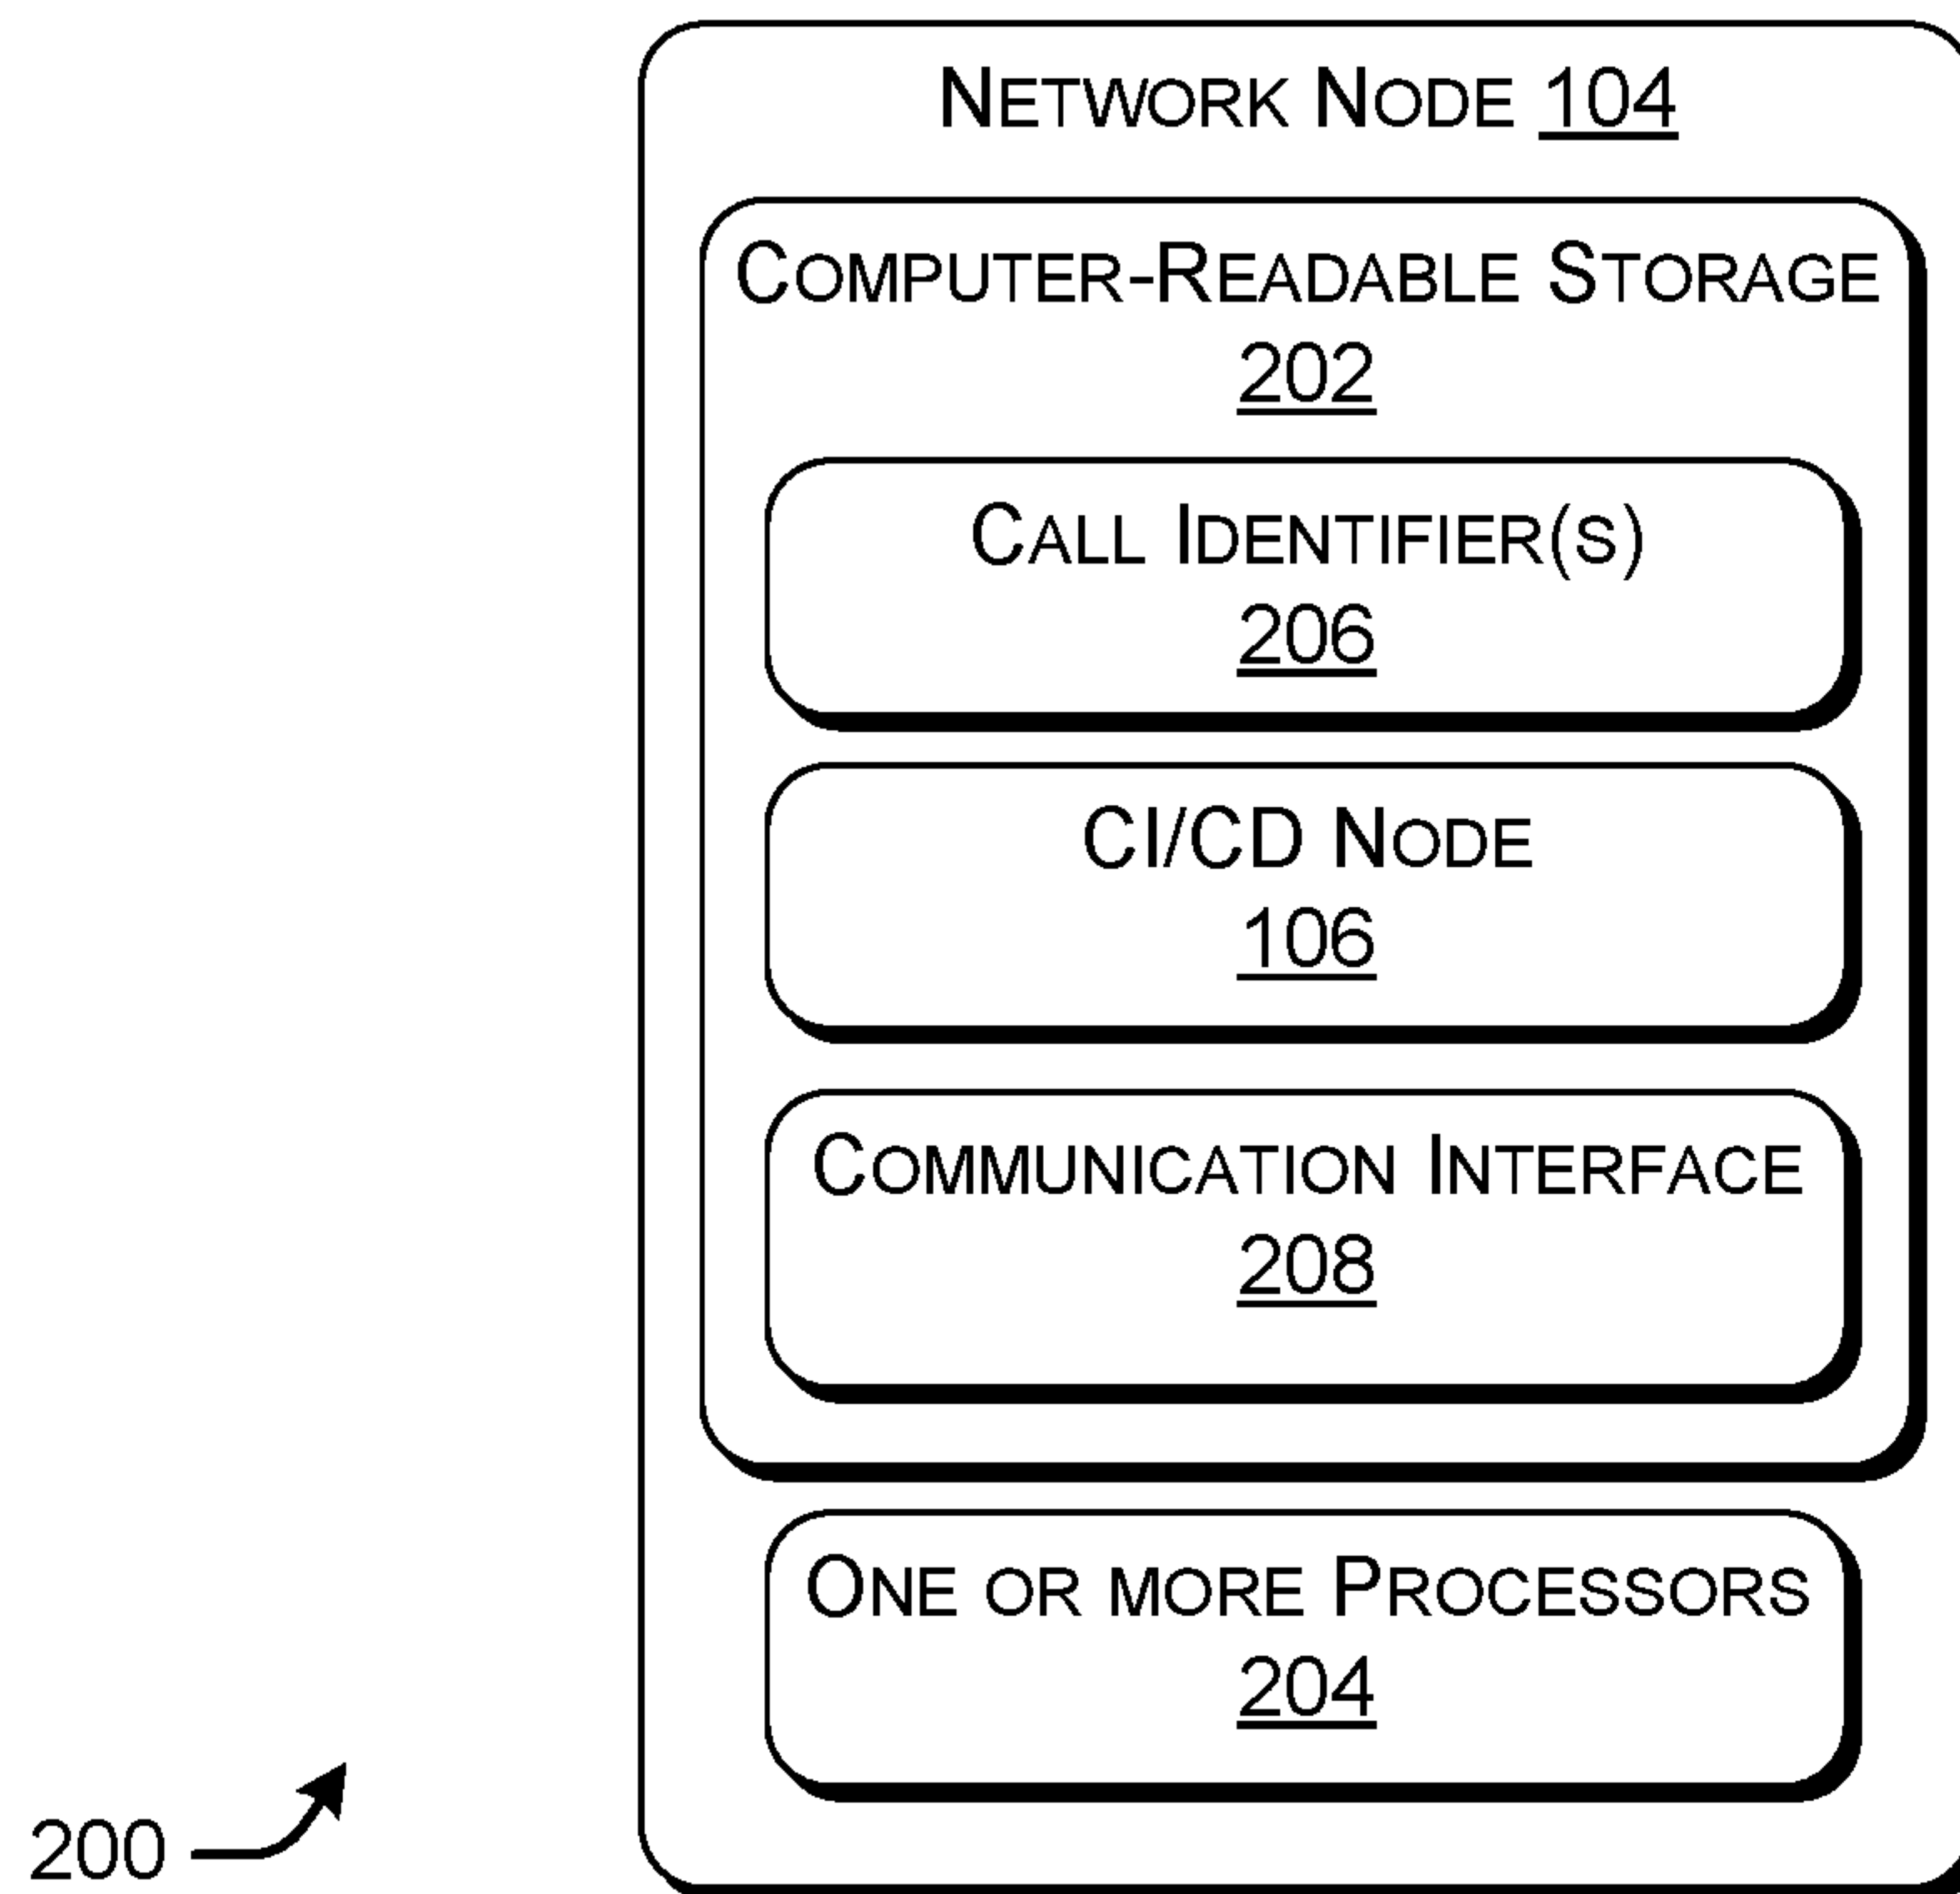 NETWORK NODE 104
COMPUTER-READABLE STORAGE
202
CALL IDENTIFIER(S)
206
CI/CD NODE
106
COMMUNICATION INTERFACE
208
ONE OR MORE PROCESSORS
204
200